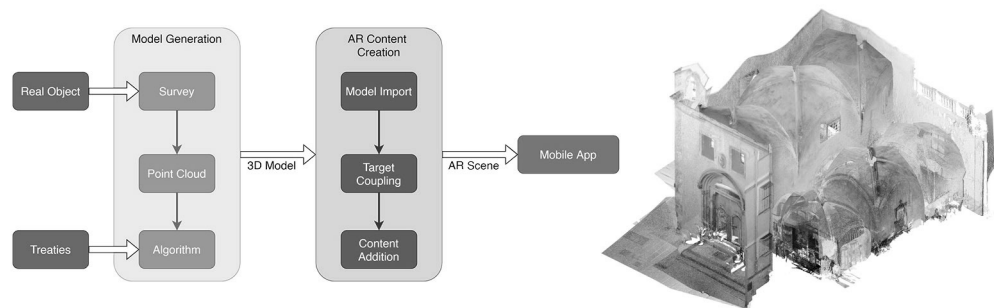 Model Generation
Real Object
Survey
Point Cloud
Treaties
Algorithm
3D Model
AR Content
Creation
Model Import
Target
Coupling
Content
Addition
AR Scene
Mobile App